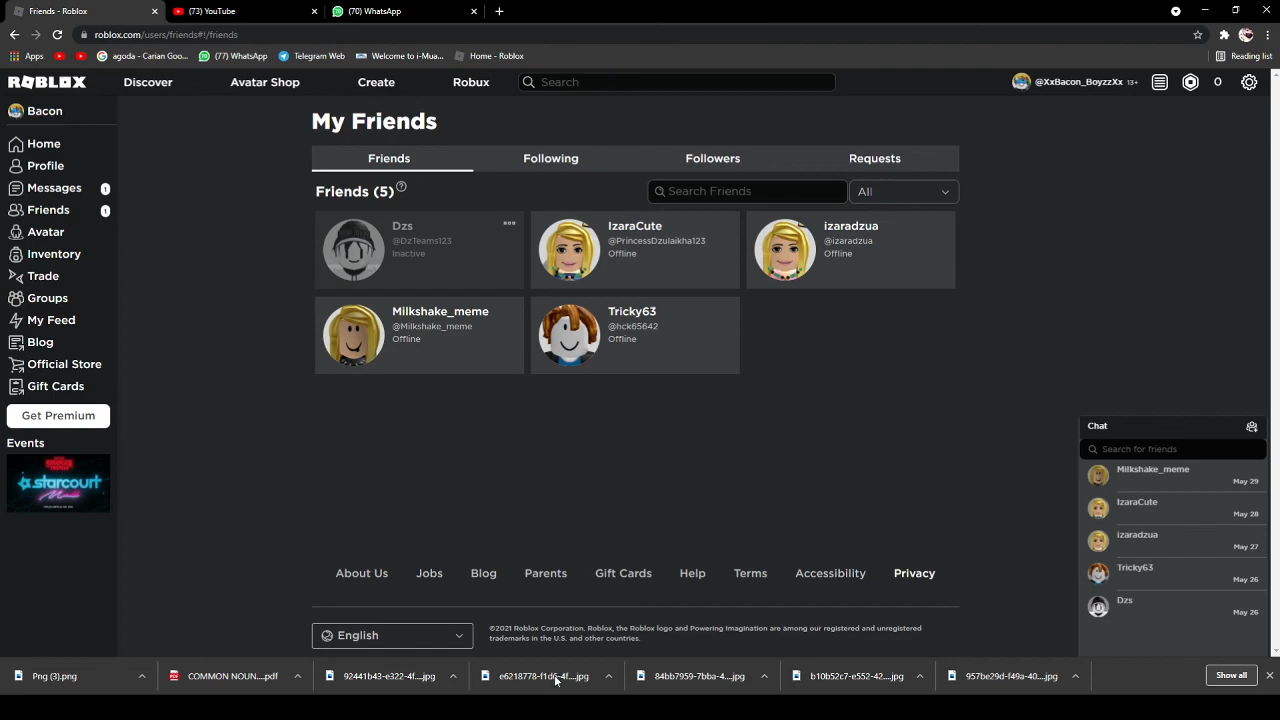 Friends - Roblox
(73) YouTube
(70) WhatsApp
roblox.com/users/friends#!/friends
Apps
agoda - Carian Goo...
(77) WhatsApp
Telegram Web
Welcome to i-Mua...
Home - Roblox
Reading list
ROBLOX
Discover
Avatar Shop
Create
Robux
Search
@XxBacon_BoyzzXx 13+
0
Bacon
Home
Profile
Messages 1
Friends 1
Avatar
Inventory
Trade
Groups
My Feed
Blog
Official Store
Gift Cards
Get Premium
Events
starcourt
My Friends
Friends
Following
Followers
Requests
Friends (5)
Search Friends
All
Dzs
@DzTeams123
Inactive
IzaraCute
@PrincessDzulaikha123
Offline
izaradzua
@izaradzua
Offline
Milkshake_meme
@Milkshake_meme
Offline
Tricky63
@hck65642
Offline
Chat
Search for friends
Milkshake_meme
May 29
IzaraCute
May 28
izaradzua
May 27
Tricky63
May 26
Dzs
May 26
About Us
Jobs
Blog
Parents
Gift Cards
Help
Terms
Accessibility
Privacy
English
©2021 Roblox Corporation. Roblox, the Roblox logo and Powering Imagination are among our registered and unregistered
trademarks in the U.S. and other countries.
Png (3).png
COMMON NOUN....pdf
92441b43-e322-4f....jpg
e6218778-f1d6-4f....jpg
84bb7959-7bba-4....jpg
b10b52c7-e552-42....jpg
957be29d-f49a-40....jpg
Show all